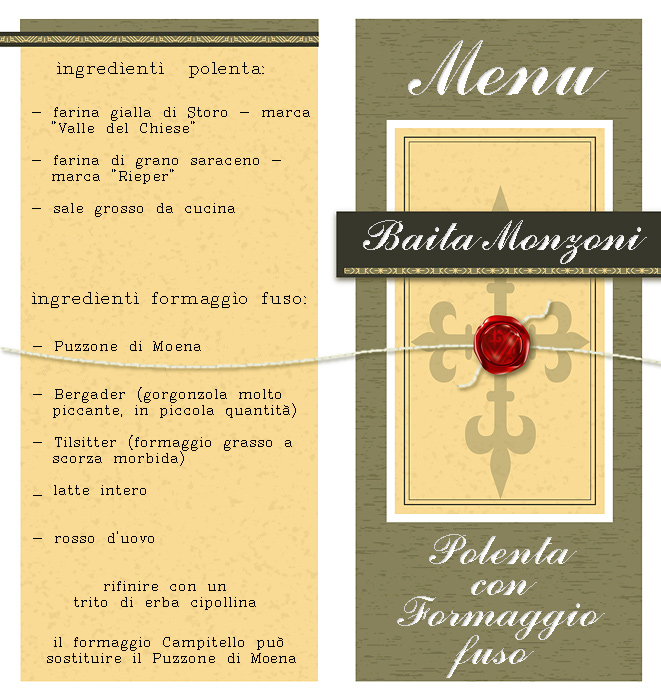 ingredienti polenta:
— farina gialla di Storo — marca
"Valle del Chiese"
— farina di grano saraceno —
marca "Rieper"
— sale grosso da cucina
ingredienti formaggio fuso:
— Puzzone di Moena
— Bergader (gorgonzola molto
piccante, in piccola quantità)
— Tilsitter (formaggio grasso a
scorza morbida)
_ latte intero
— rosso d'uovo
rifinire con un
trito di erba cipollina
il formaggio Campitello può
sostituire il Puzzone di Moena
Menu
Baita Monzoni
Polenta
con
Formaggio
fuso